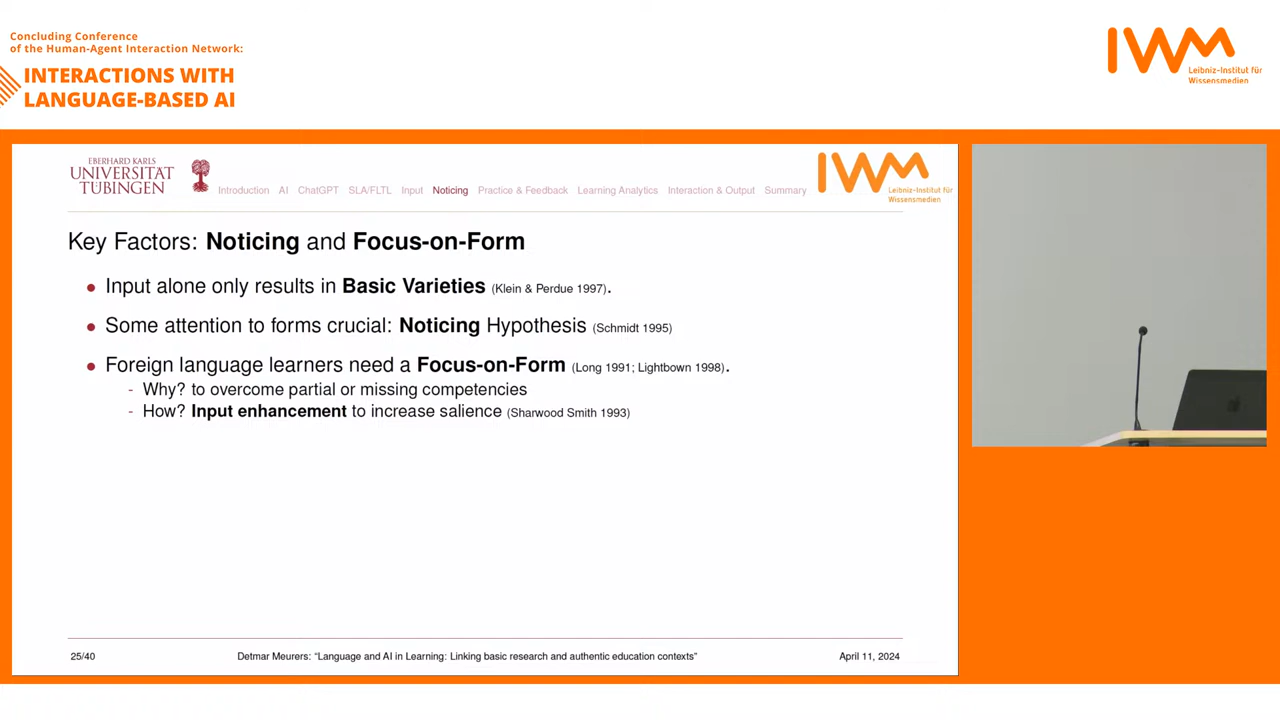 Concluding Conference
of the Human-Agent Interaction Network:
INTERACTIONS WITH
LANGUAGE-BASED AI
IWM
Leibniz-Institut für
Wissensmedien
EBERHARD KARLS
UNIVERSITÄT
TÜBINGEN
Introduction AI ChatGPT SLA/FLTL Input Noticing Practice & Feedback Learning Analytics Interaction & Output Summary
IWM
Leibniz-Institut für
Wissensmedien
Key Factors: Noticing and Focus-on-Form
• Input alone only results in Basic Varieties (Klein & Perdue 1997).
• Some attention to forms crucial: Noticing Hypothesis (Schmidt 1995)
• Foreign language learners need a Focus-on-Form (Long 1991; Lightbown 1998).
- Why? to overcome partial or missing competencies
- How? Input enhancement to increase salience (Sharwood Smith 1993)
25/40 Detmar Meurers: “Language and AI in Learning: Linking basic research and authentic education contexts” April 11, 2024